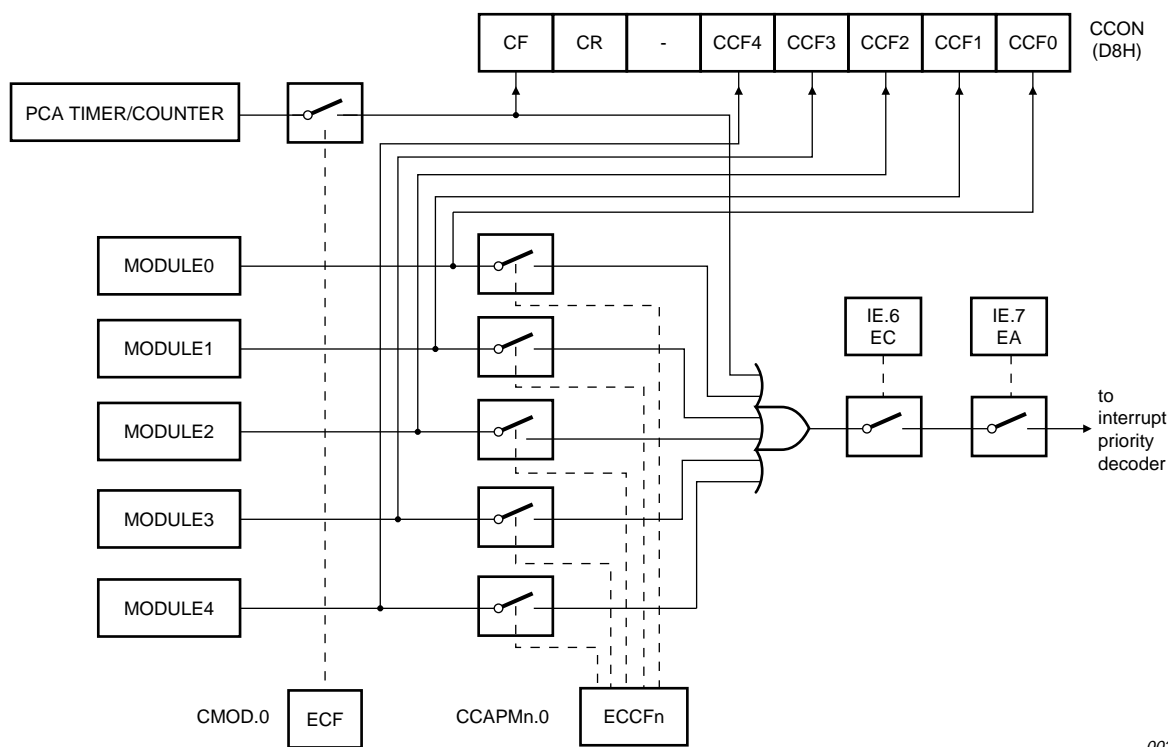 CF CR - CCF4 CCF3 CCF2 CCF1 CCF0
CCON
(D8H)
PCA TIMER/COUNTER
MODULE0
MODULE1
IE.6
EC
IE.7
EA
MODULE2
to
interrupt
priority
decoder
MODULE3
MODULE4
CMOD.0
ECF
CCAPMn.0
ECCFn